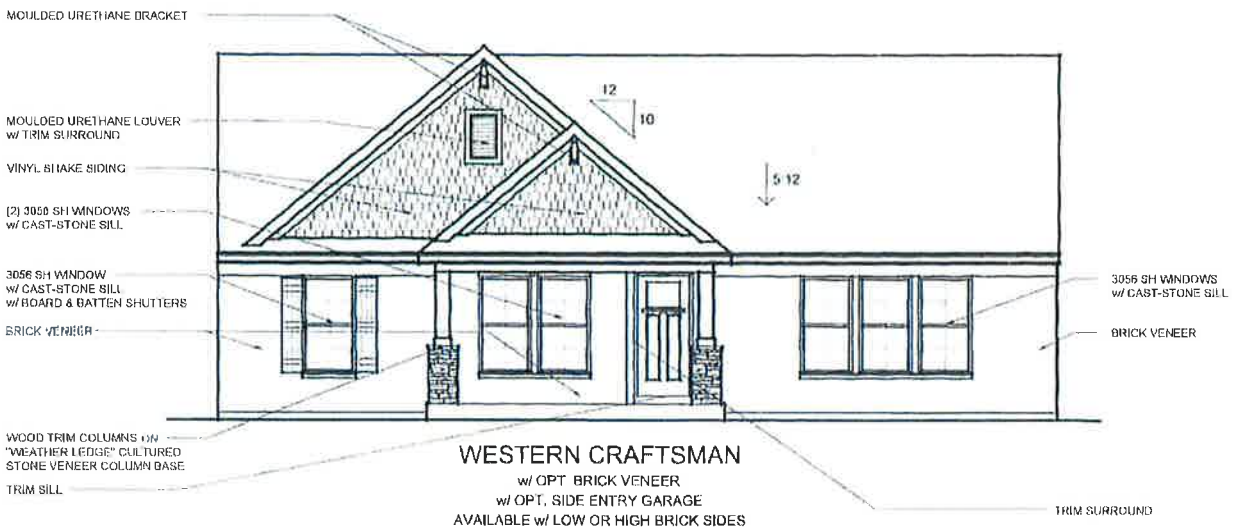 MOULDED URETHANE BRACKET
MOULDED URETHANE LOUVER
w/ TRIM SURROUND
VINYL SHAKE SIDING
(2) 3050 SH WINDOWS
w/ CAST-STONE SILL
3056 SH WINDOW
w/ CAST-STONE SILL
w/ BOARD & BATTEN SHUTTERS
BRICK VENEER
WOOD TRIM COLUMNS ON
"WEATHER LEDGE" CULTURED
STONE VENEER COLUMN BASE
TRIM SILL
12
10
5 12
3056 SH WINDOWS
w/ CAST-STONE SILL
BRICK VENEER
TRIM SURROUND
WESTERN CRAFTSMAN
w/ OPT. BRICK VENEER
w/ OPT. SIDE ENTRY GARAGE
AVAILABLE w/ LOW OR HIGH BRICK SIDES